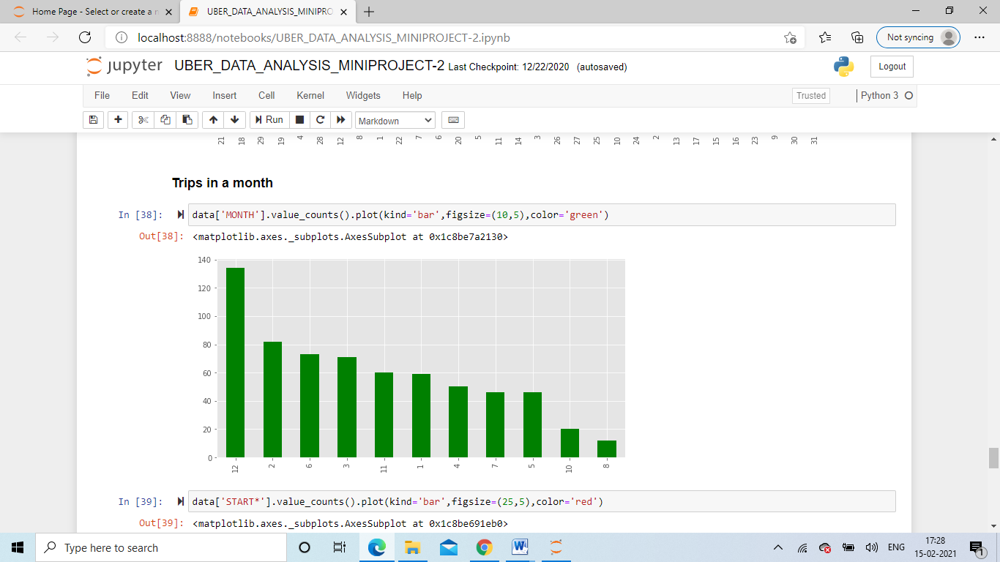 Home Page - Select or create a n
UBER_DATA_ANALYSIS_MINIPRO
localhost:8888/notebooks/UBER_DATA_ANALYSIS_MINIPROJECT-2.ipynb
Not syncing
jupyter UBER_DATA_ANALYSIS_MINIPROJECT-2 Last Checkpoint: 12/22/2020 (autosaved)
Logout
File Edit View Insert Cell Kernel Widgets Help
Trusted Python 3
Run Markdown
21 18 29 19 4 28 12 8 1 22 7 6 20 5 11 14 3 26 27 25 10 24 2 13 17 15 16 23 9 30 31
Trips in a month
In [38]: data['MONTH'].value_counts().plot(kind='bar',figsize=(10,5),color='green')
Out[38]: <matplotlib.axes._subplots.AxesSubplot at 0x1c8be7a2130>
140
120
100
80
60
40
20
0
12 2 6 3 11 1 4 7 5 10 8
In [39]: data['START*'].value_counts().plot(kind='bar',figsize=(25,5),color='red')
Out[39]: <matplotlib.axes._subplots.AxesSubplot at 0x1c8be691eb0>
Type here to search
ENG
17:28
15-02-2021
1